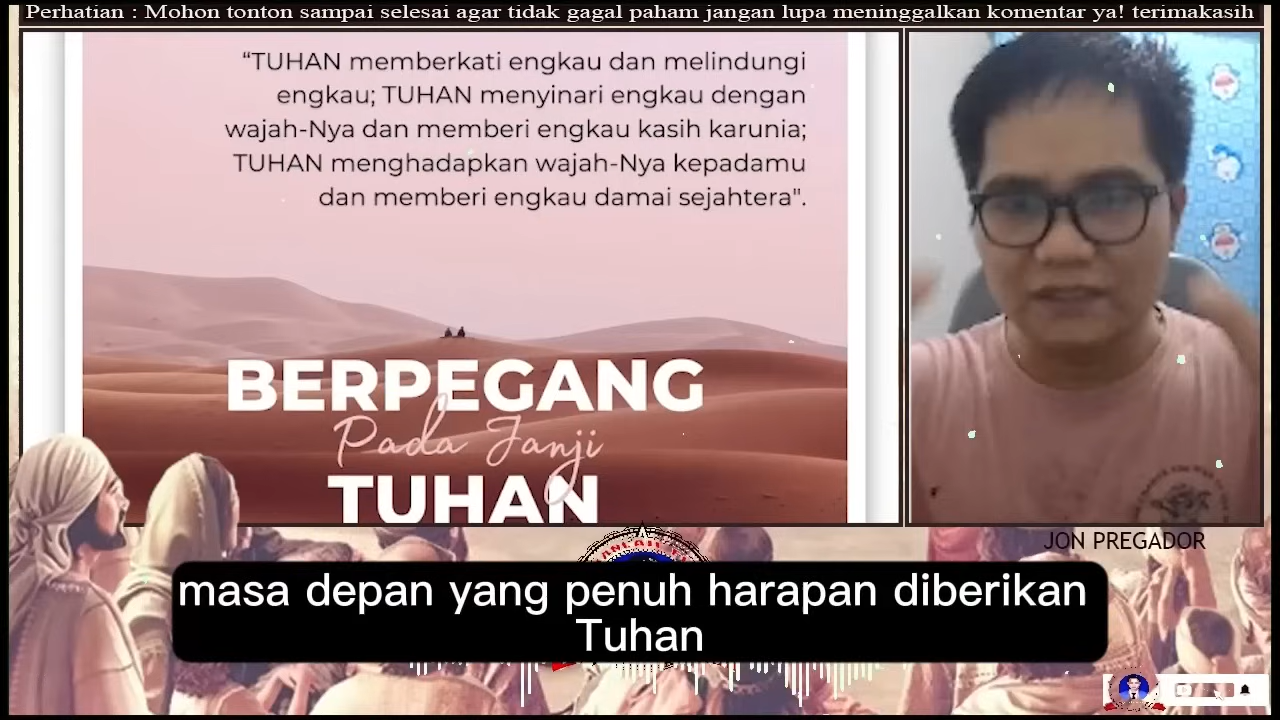 Perhatian : Mohon tonton sampai selesai agar tidak gagal paham jangan lupa meninggalkan komentar ya! terimakasih
“TUHAN memberkati engkau dan melindungi
engkau; TUHAN menyinari engkau dengan
wajah-Nya dan memberi engkau kasih karunia;
TUHAN menghadapkan wajah-Nya kepadamu
dan memberi engkau damai sejahtera".
BERPEGANG
Pada Janji
TUHAN
JON PREGADOR
masa depan yang penuh harapan diberikan
Tuhan